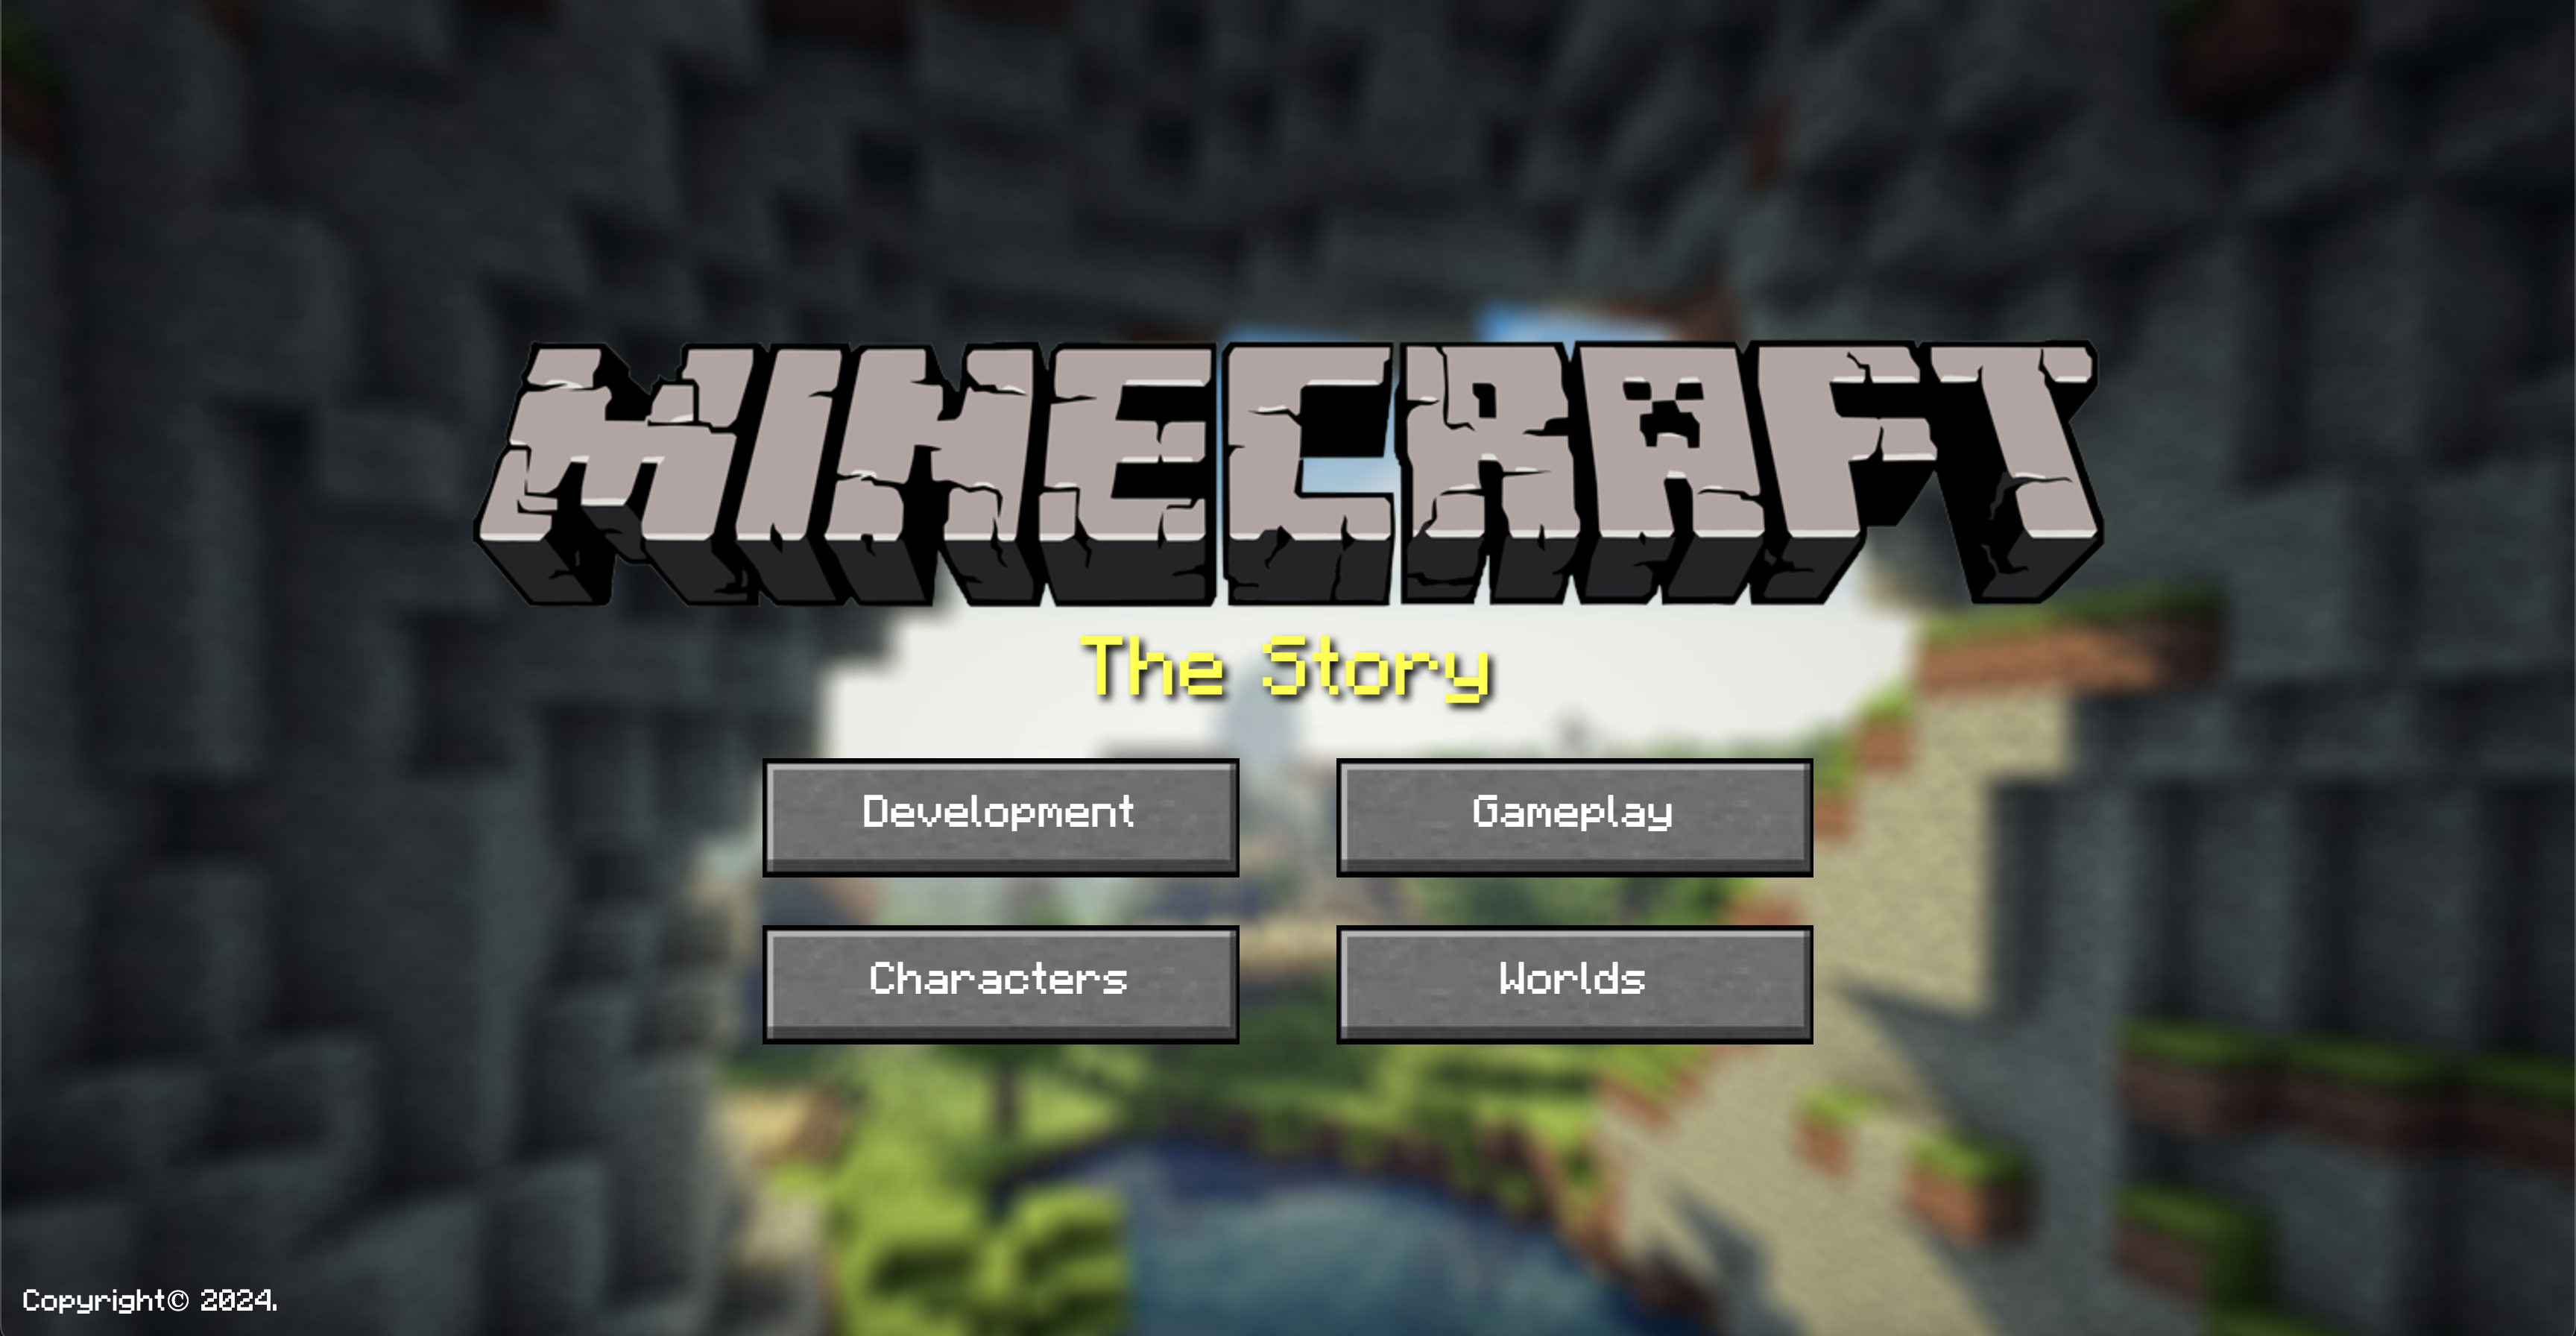 MINECRAFT
The Story
Development
Gameplay
Characters
Worlds
Copyright© 2024.